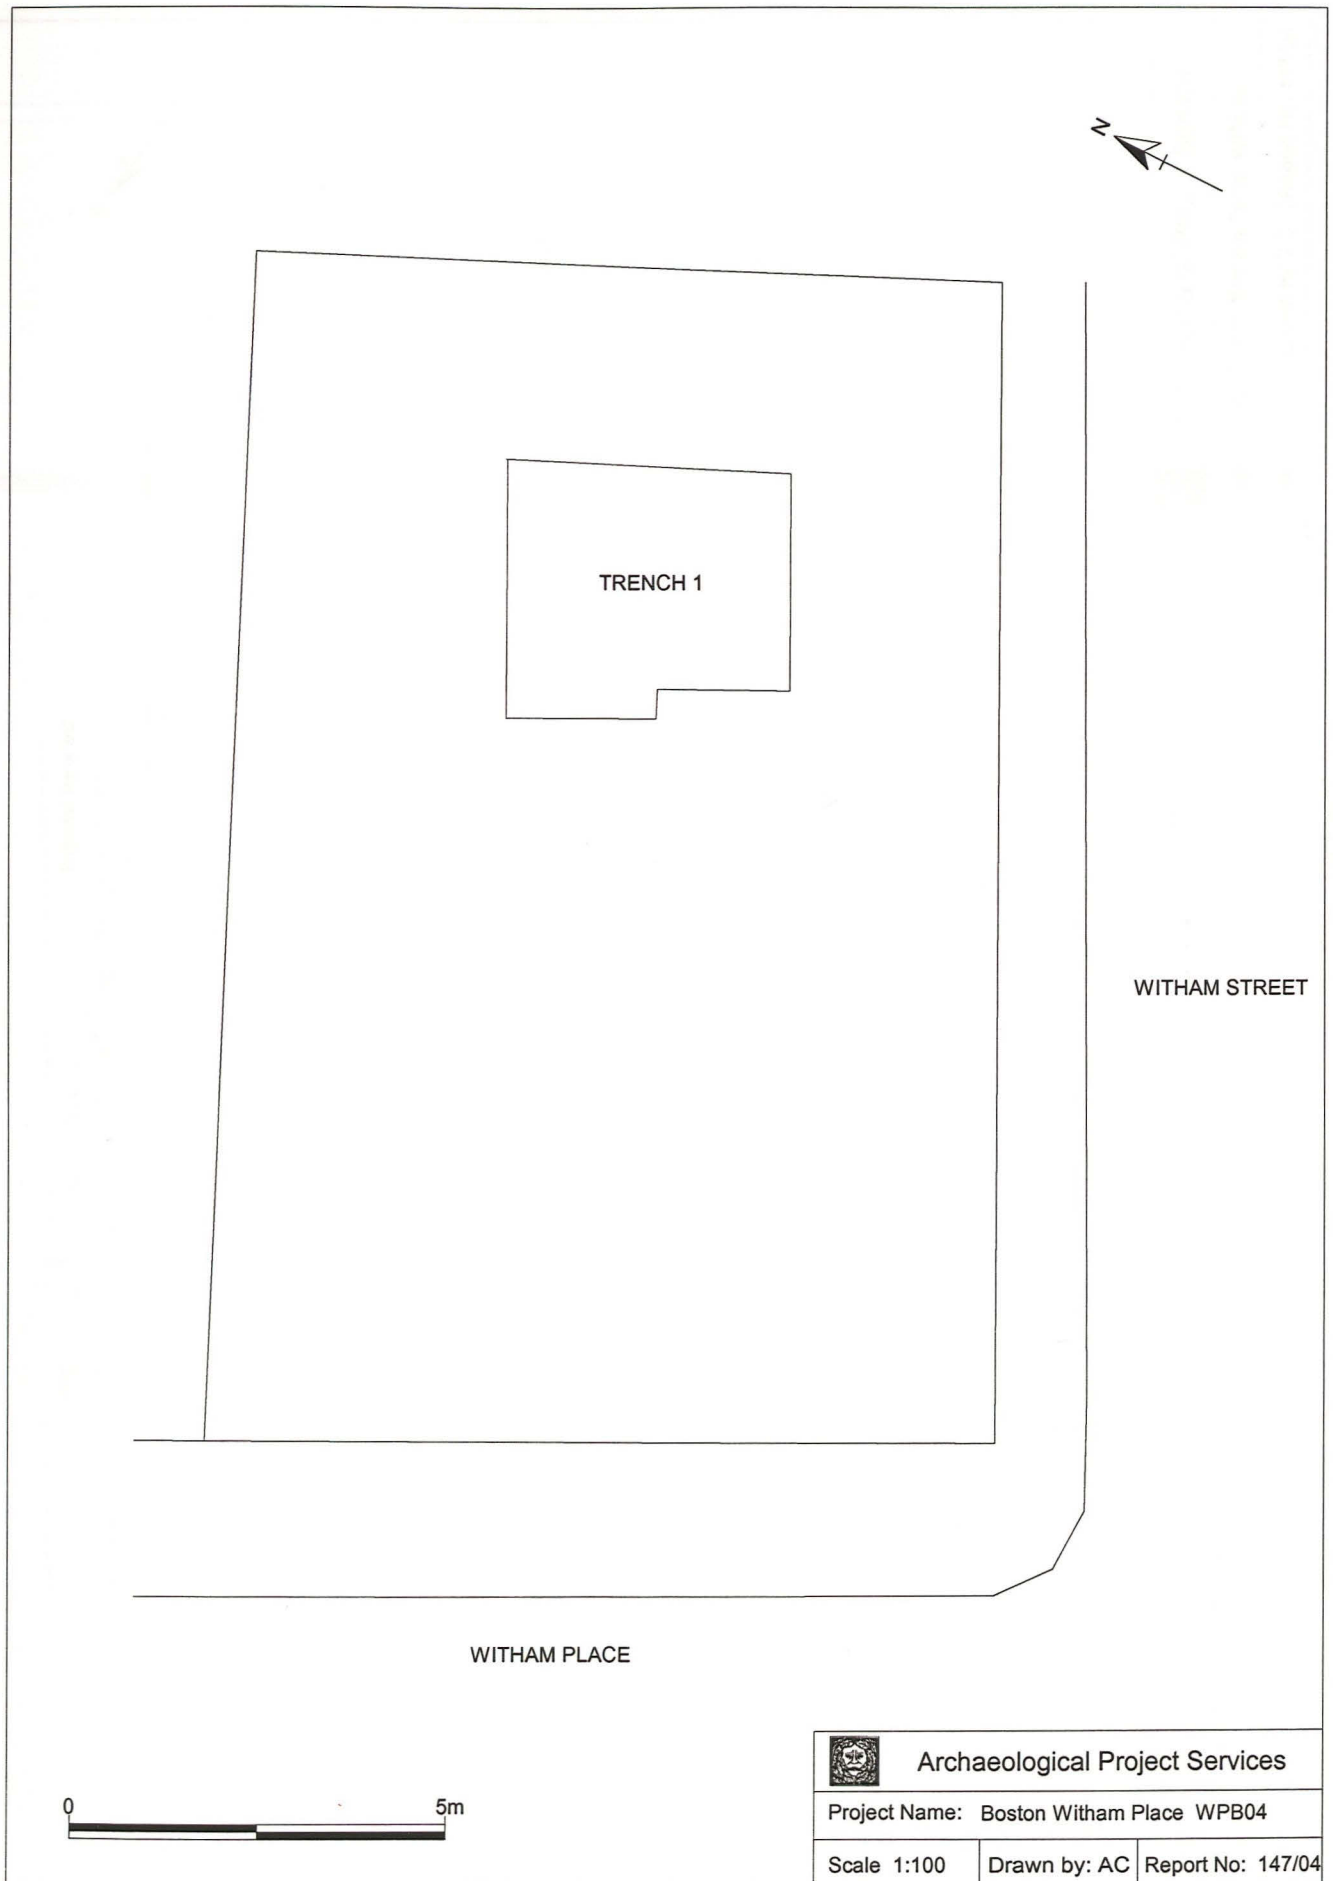 N
TRENCH 1
WITHAM STREET
WITHAM PLACE
0 5m
Archaeological Project Services
Project Name: Boston Witham Place WPB04
Scale 1:100 Drawn by: AC Report No: 147/04